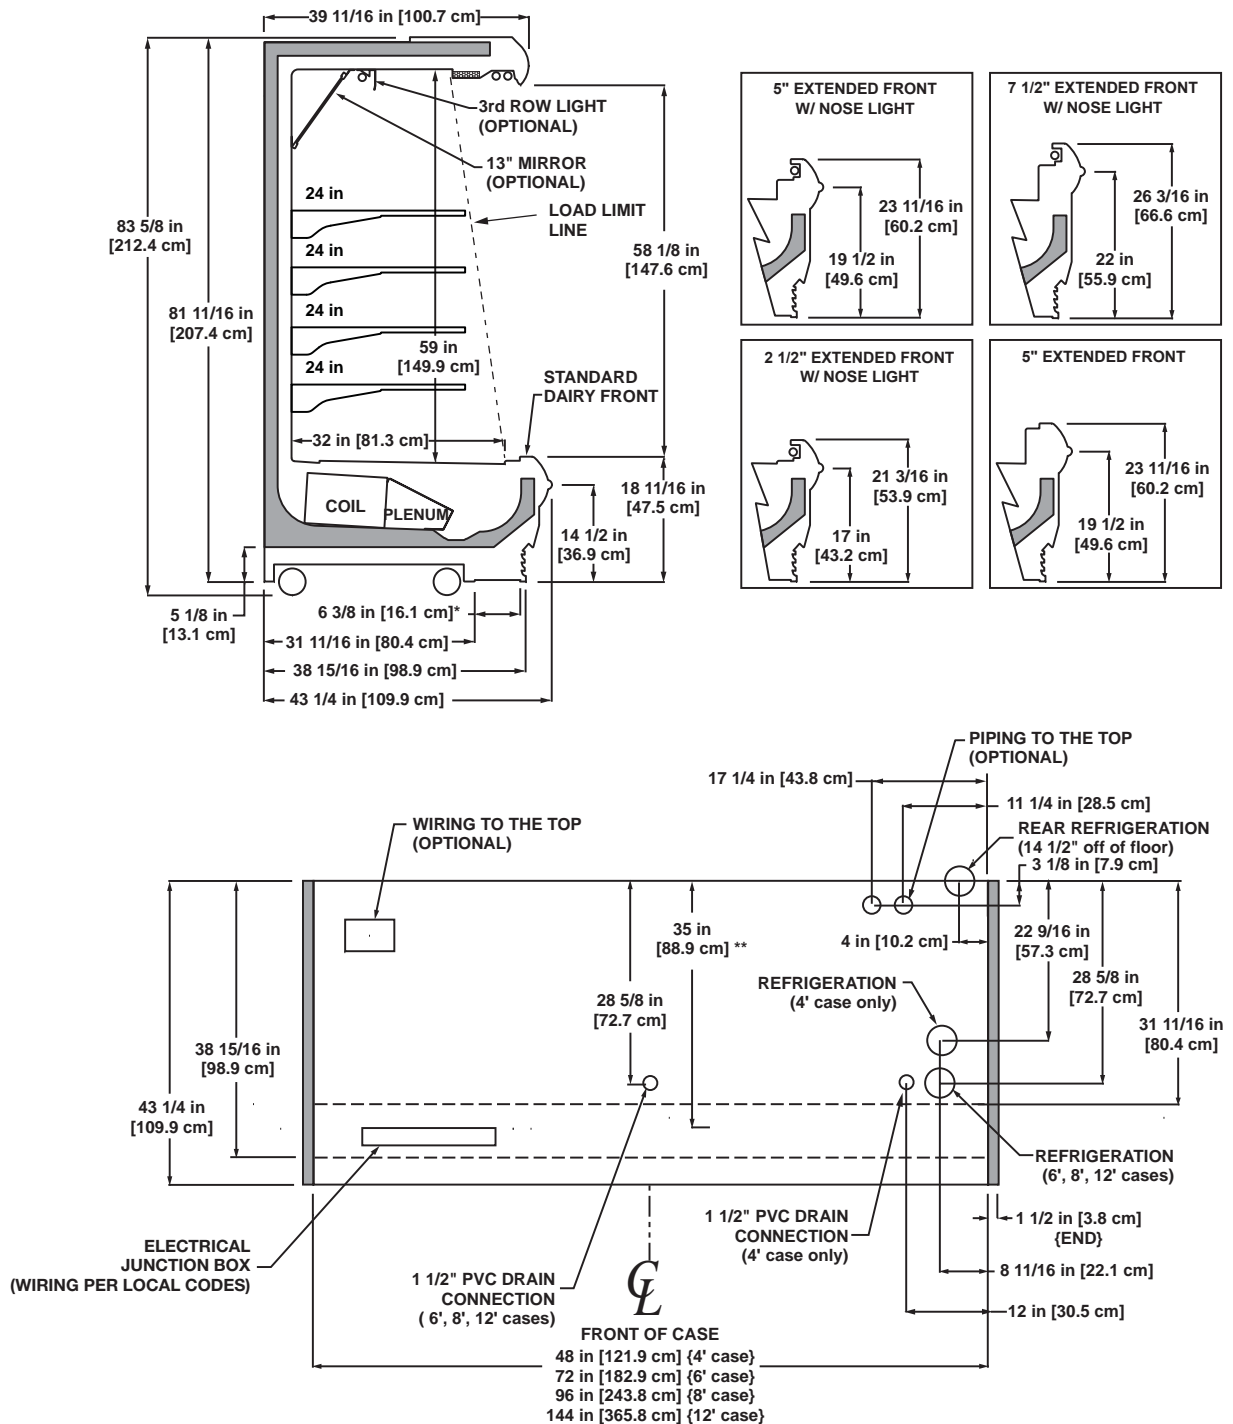 39 11/16 in [100.7 cm]
3rd ROW LIGHT
(OPTIONAL)
13" MIRROR
(OPTIONAL)
24 in
LOAD LIMIT
LINE
83 5/8 in
[212.4 cm]
24 in
58 1/8 in
[147.6 cm]
81 11/16 in
[207.4 cm]
24 in
59 in
[149.9 cm]
24 in
STANDARD
DAIRY FRONT
32 in [81.3 cm]
COIL
PLENUM
18 11/16 in
[47.5 cm]
14 1/2 in
[36.9 cm]
5 1/8 in
[13.1 cm]
6 3/8 in [16.1 cm]*
31 11/16 in [80.4 cm]
38 15/16 in [98.9 cm]
43 1/4 in [109.9 cm]
5" EXTENDED FRONT
W/ NOSE LIGHT
23 11/16 in
[60.2 cm]
19 1/2 in
[49.6 cm]
7 1/2" EXTENDED FRONT
W/ NOSE LIGHT
26 3/16 in
[66.6 cm]
22 in
[55.9 cm]
2 1/2" EXTENDED FRONT
W/ NOSE LIGHT
21 3/16 in
[53.9 cm]
17 in
[43.2 cm]
5" EXTENDED FRONT
23 11/16 in
[60.2 cm]
19 1/2 in
[49.6 cm]
PIPING TO THE TOP
(OPTIONAL)
17 1/4 in [43.8 cm]
11 1/4 in [28.5 cm]
WIRING TO THE TOP
(OPTIONAL)
REAR REFRIGERATION
(14 1/2" off of floor)
3 1/8 in [7.9 cm]
35 in
[88.9 cm] **
4 in [10.2 cm]
22 9/16 in
[57.3 cm]
28 5/8 in
[72.7 cm]
REFRIGERATION
(4' case only)
28 5/8 in
[72.7 cm]
31 11/16 in
[80.4 cm]
38 15/16 in
[98.9 cm]
43 1/4 in
[109.9 cm]
REFRIGERATION
(6', 8', 12' cases)
1 1/2" PVC DRAIN
CONNECTION
(4' case only)
1 1/2 in [3.8 cm]
{END}
ELECTRICAL
JUNCTION BOX
(WIRING PER LOCAL CODES)
8 11/16 in [22.1 cm]
1 1/2" PVC DRAIN
CONNECTION
( 6', 8', 12' cases)
12 in [30.5 cm]
CL
FRONT OF CASE
48 in [121.9 cm] {4' case}
72 in [182.9 cm] {6' case}
96 in [243.8 cm] {8' case}
144 in [365.8 cm] {12' case}